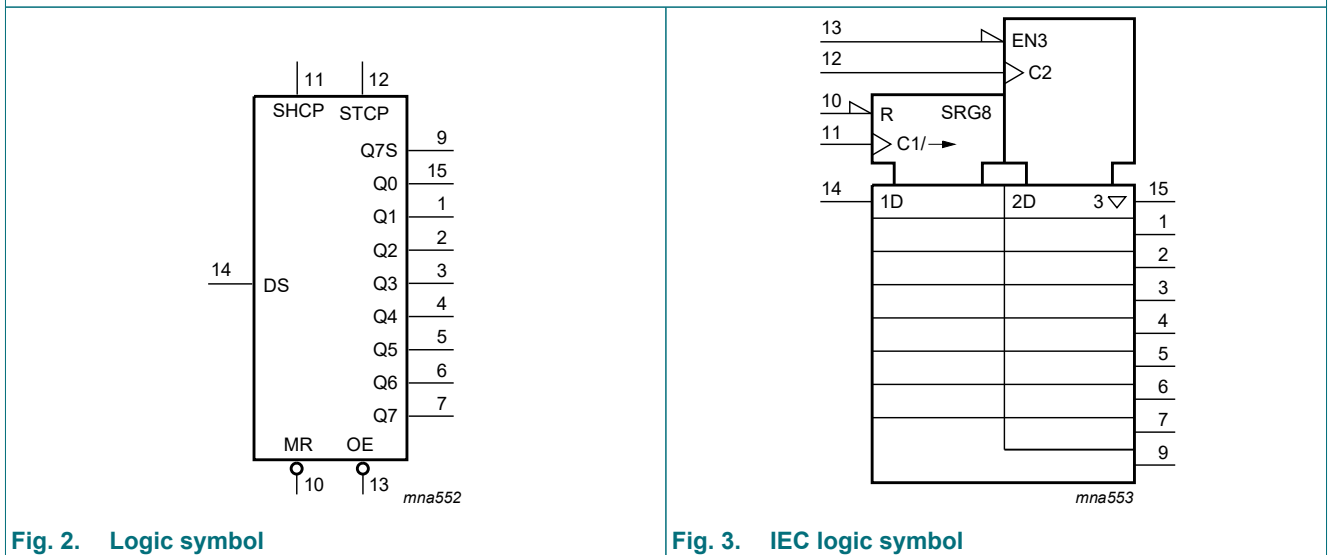 11 12
SHCP STCP
Q7S 9
Q0 15
Q1 1
Q2 2
14 DS Q3 3
Q4 4
Q5 5
Q6 6
Q7 7
MR OE
10 13
mna552
Fig. 2. Logic symbol
13 EN3
12 C2
10 R SRG8
11 C1/→
14 1D 2D 3▽ 15
1
2
3
4
5
6
7
9
mna553
Fig. 3. IEC logic symbol